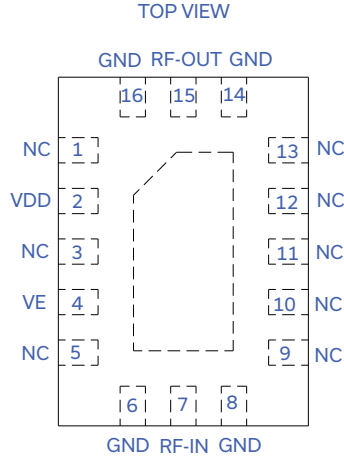 TOP VIEW
GND RF-OUT GND
16 15 14
NC 1 13 NC
VDD 2 12 NC
NC 3 11 NC
VE 4 10 NC
NC 5 9 NC
6 7 8
GND RF-IN GND